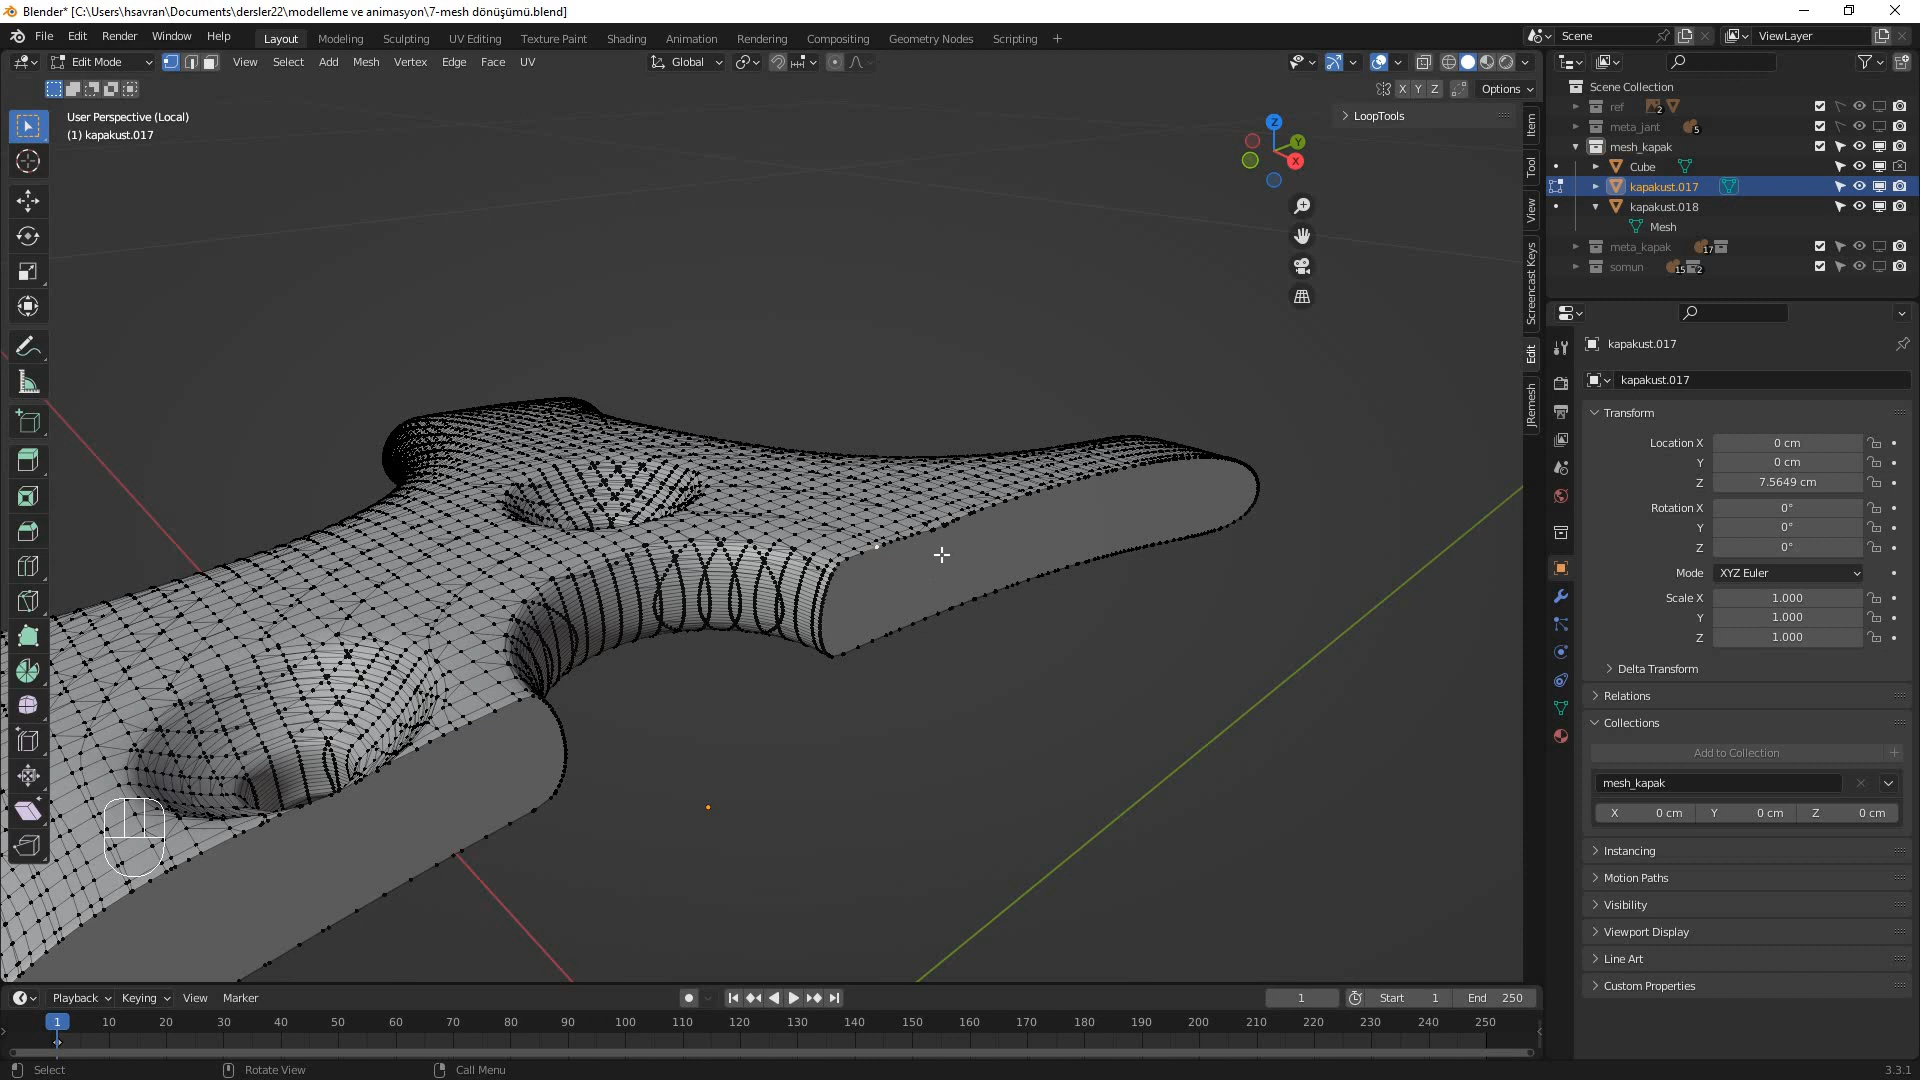 Blender* [C:\Users\hsavran\Documents\dersler22\modelleme ve animasyon\7-mesh dönüşümü.blend]
File Edit Render Window Help
Layout Modeling Sculpting UV Editing Texture Paint Shading Animation Rendering Compositing Geometry Nodes Scripting +
Scene
ViewLayer
Edit Mode
View Select Add Mesh Vertex Edge Face UV
Global
X Y Z
Options
User Perspective (Local)
(1) kapakust.017
LoopTools
Z
Y
X
Item
Tool
View
Screencast Keys
Edit
JRemesh
Scene Collection
ref 2
meta_jant 5
mesh_kapak
Cube
kapakust.017
kapakust.018
Mesh
meta_kapak 17
somun 15 2
kapakust.017
kapakust.017
Transform
Location X 0 cm
Y 0 cm
Z 7.5649 cm
Rotation X 0°
Y 0°
Z 0°
Mode XYZ Euler
Scale X 1.000
Y 1.000
Z 1.000
Delta Transform
Relations
Collections
Add to Collection +
mesh_kapak
X 0 cm Y 0 cm Z 0 cm
Instancing
Motion Paths
Visibility
Viewport Display
Line Art
Custom Properties
Playback Keying View Marker
1
Start 1
End 250
1 10 20 30 40 50 60 70 80 90 100 110 120 130 140 150 160 170 180 190 200 210 220 230 240 250
Select
Rotate View
Call Menu
3.3.1